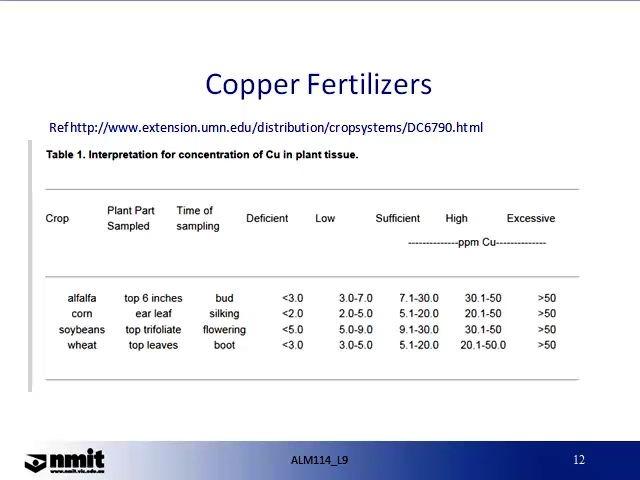 Copper Fertilizers
Ref http://www.extension.umn.edu/distribution/cropsystems/DC6790.html
Table 1. Interpretation for concentration of Cu in plant tissue.
Crop Plant Part Sampled Time of sampling Deficient Low Sufficient High Excessive
--------------ppm Cu--------------
alfalfa top 6 inches bud <3.0 3.0-7.0 7.1-30.0 30.1-50 >50
corn ear leaf silking <2.0 2.0-5.0 5.1-20.0 20.1-50 >50
soybeans top trifoliate flowering <5.0 5.0-9.0 9.1-30.0 30.1-50 >50
wheat top leaves boot <3.0 3.0-5.0 5.1-20.0 20.1-50.0 >50
nmit
www.nmit.vic.edu.au
ALM114_L9
12